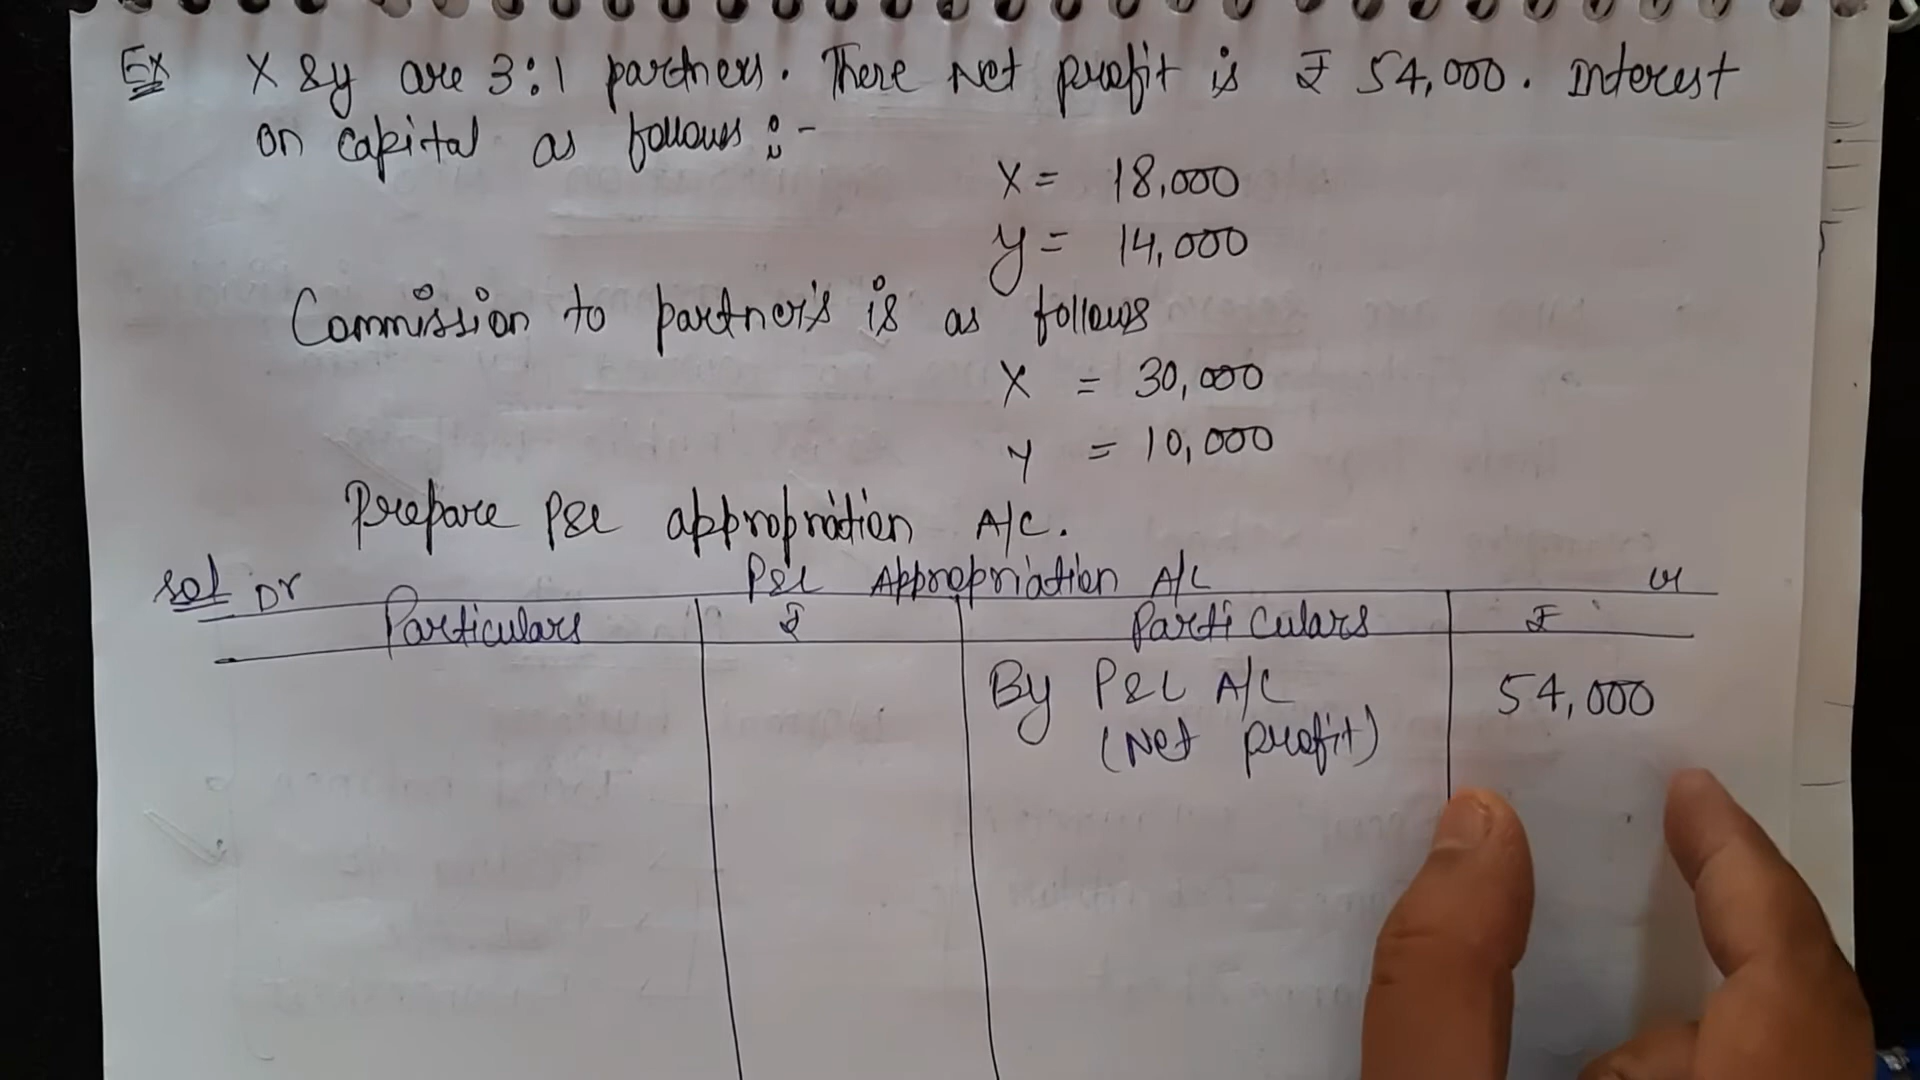 Ex X & y are 3:1 partners. There Net profit is ₹ 54,000. Interest
on capital as follows :-
X = 18,000
y = 14,000
Commission to partner's is as follows
X = 30,000
Y = 10,000
Prepare P&L appropriation A/C.
Sol Dr P&L Appropriation A/C Cr
Particulars ₹ Particulars ₹
By P&L A/C 54,000
(Net profit)